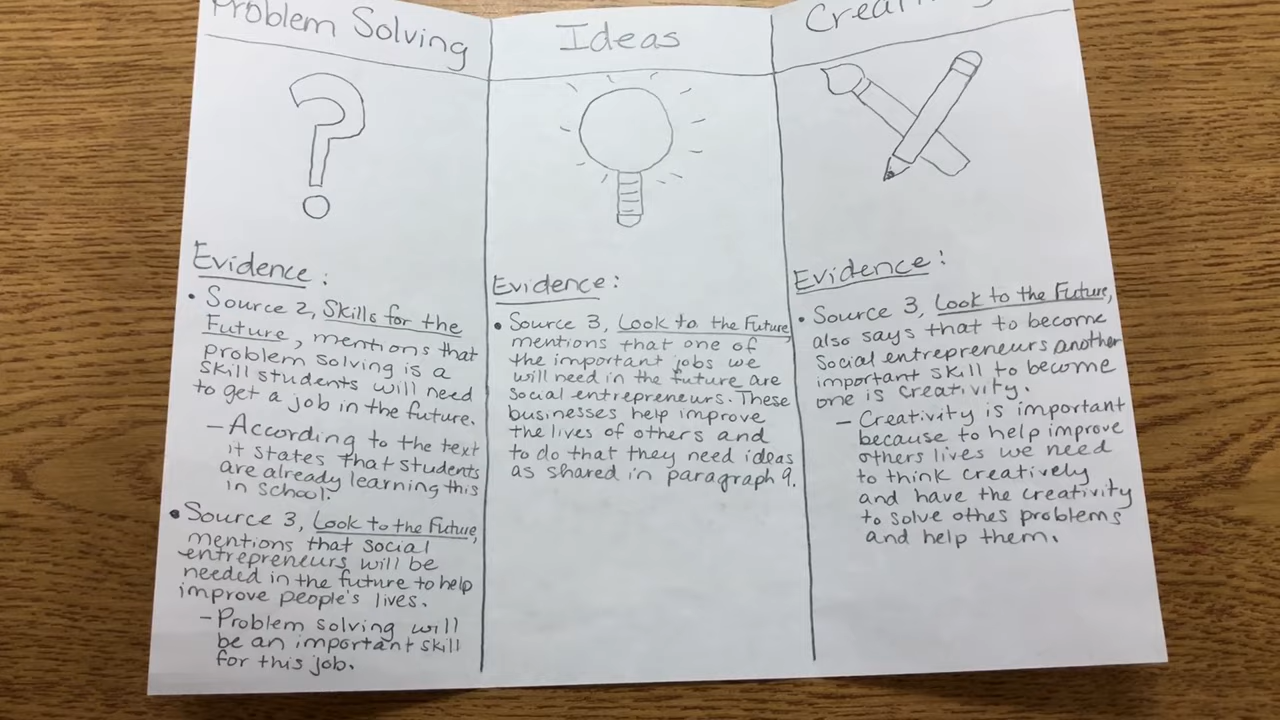 Problem Solving
Evidence:
• Source 2, Skills for the
Future, mentions that
problem solving is a
skill students will need
to get a job in the future.
- According to the text
it states that students
are already learning this
in school.
• Source 3, Look to the Future,
mentions that social
entrepreneurs will be
needed in the future to help
improve people's lives.
- Problem solving will
be an important skill
for this job.
Ideas
Evidence:
• Source 3, Look to the Future,
mentions that one of
the important jobs we
will need in the future are
social entrepreneurs. These
businesses help improve
the lives of others and
to do that they need ideas
as shared in paragraph 9.
Evidence:
• Source 3, Look to the Future,
also says that to become
Social entrepreneurs another
important skill to become
one is creativity.
- Creativity is important
because to help improve
others lives we need
to think creatively
and have the creativity
to solve othes problems
and help them.